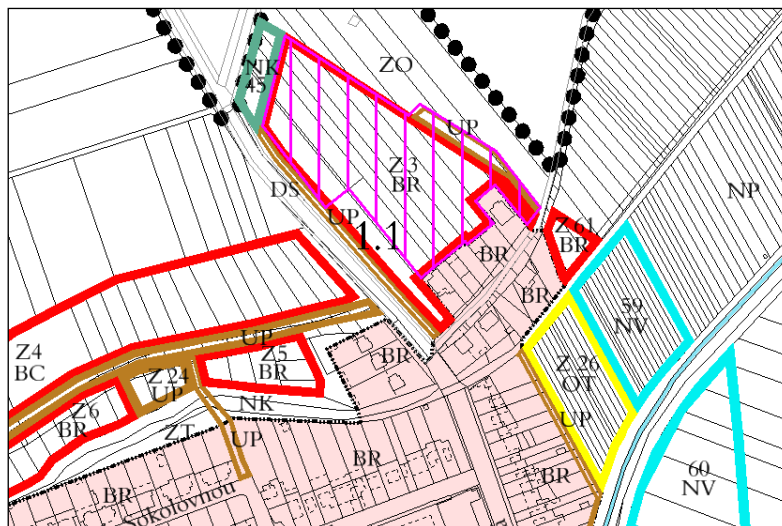 NK
45
ZO
UP
Z 3
BR
DS
UP
1.1
NP
Z 61
BR
BR
BR
59
NV
UP
Z4
BC
Z5
BR
BR
Z 24
UP
Z 26
OT
Z6
BR
NK
UP
ZT
UP
BR
BR
BR
60
NV
Sokolovnou